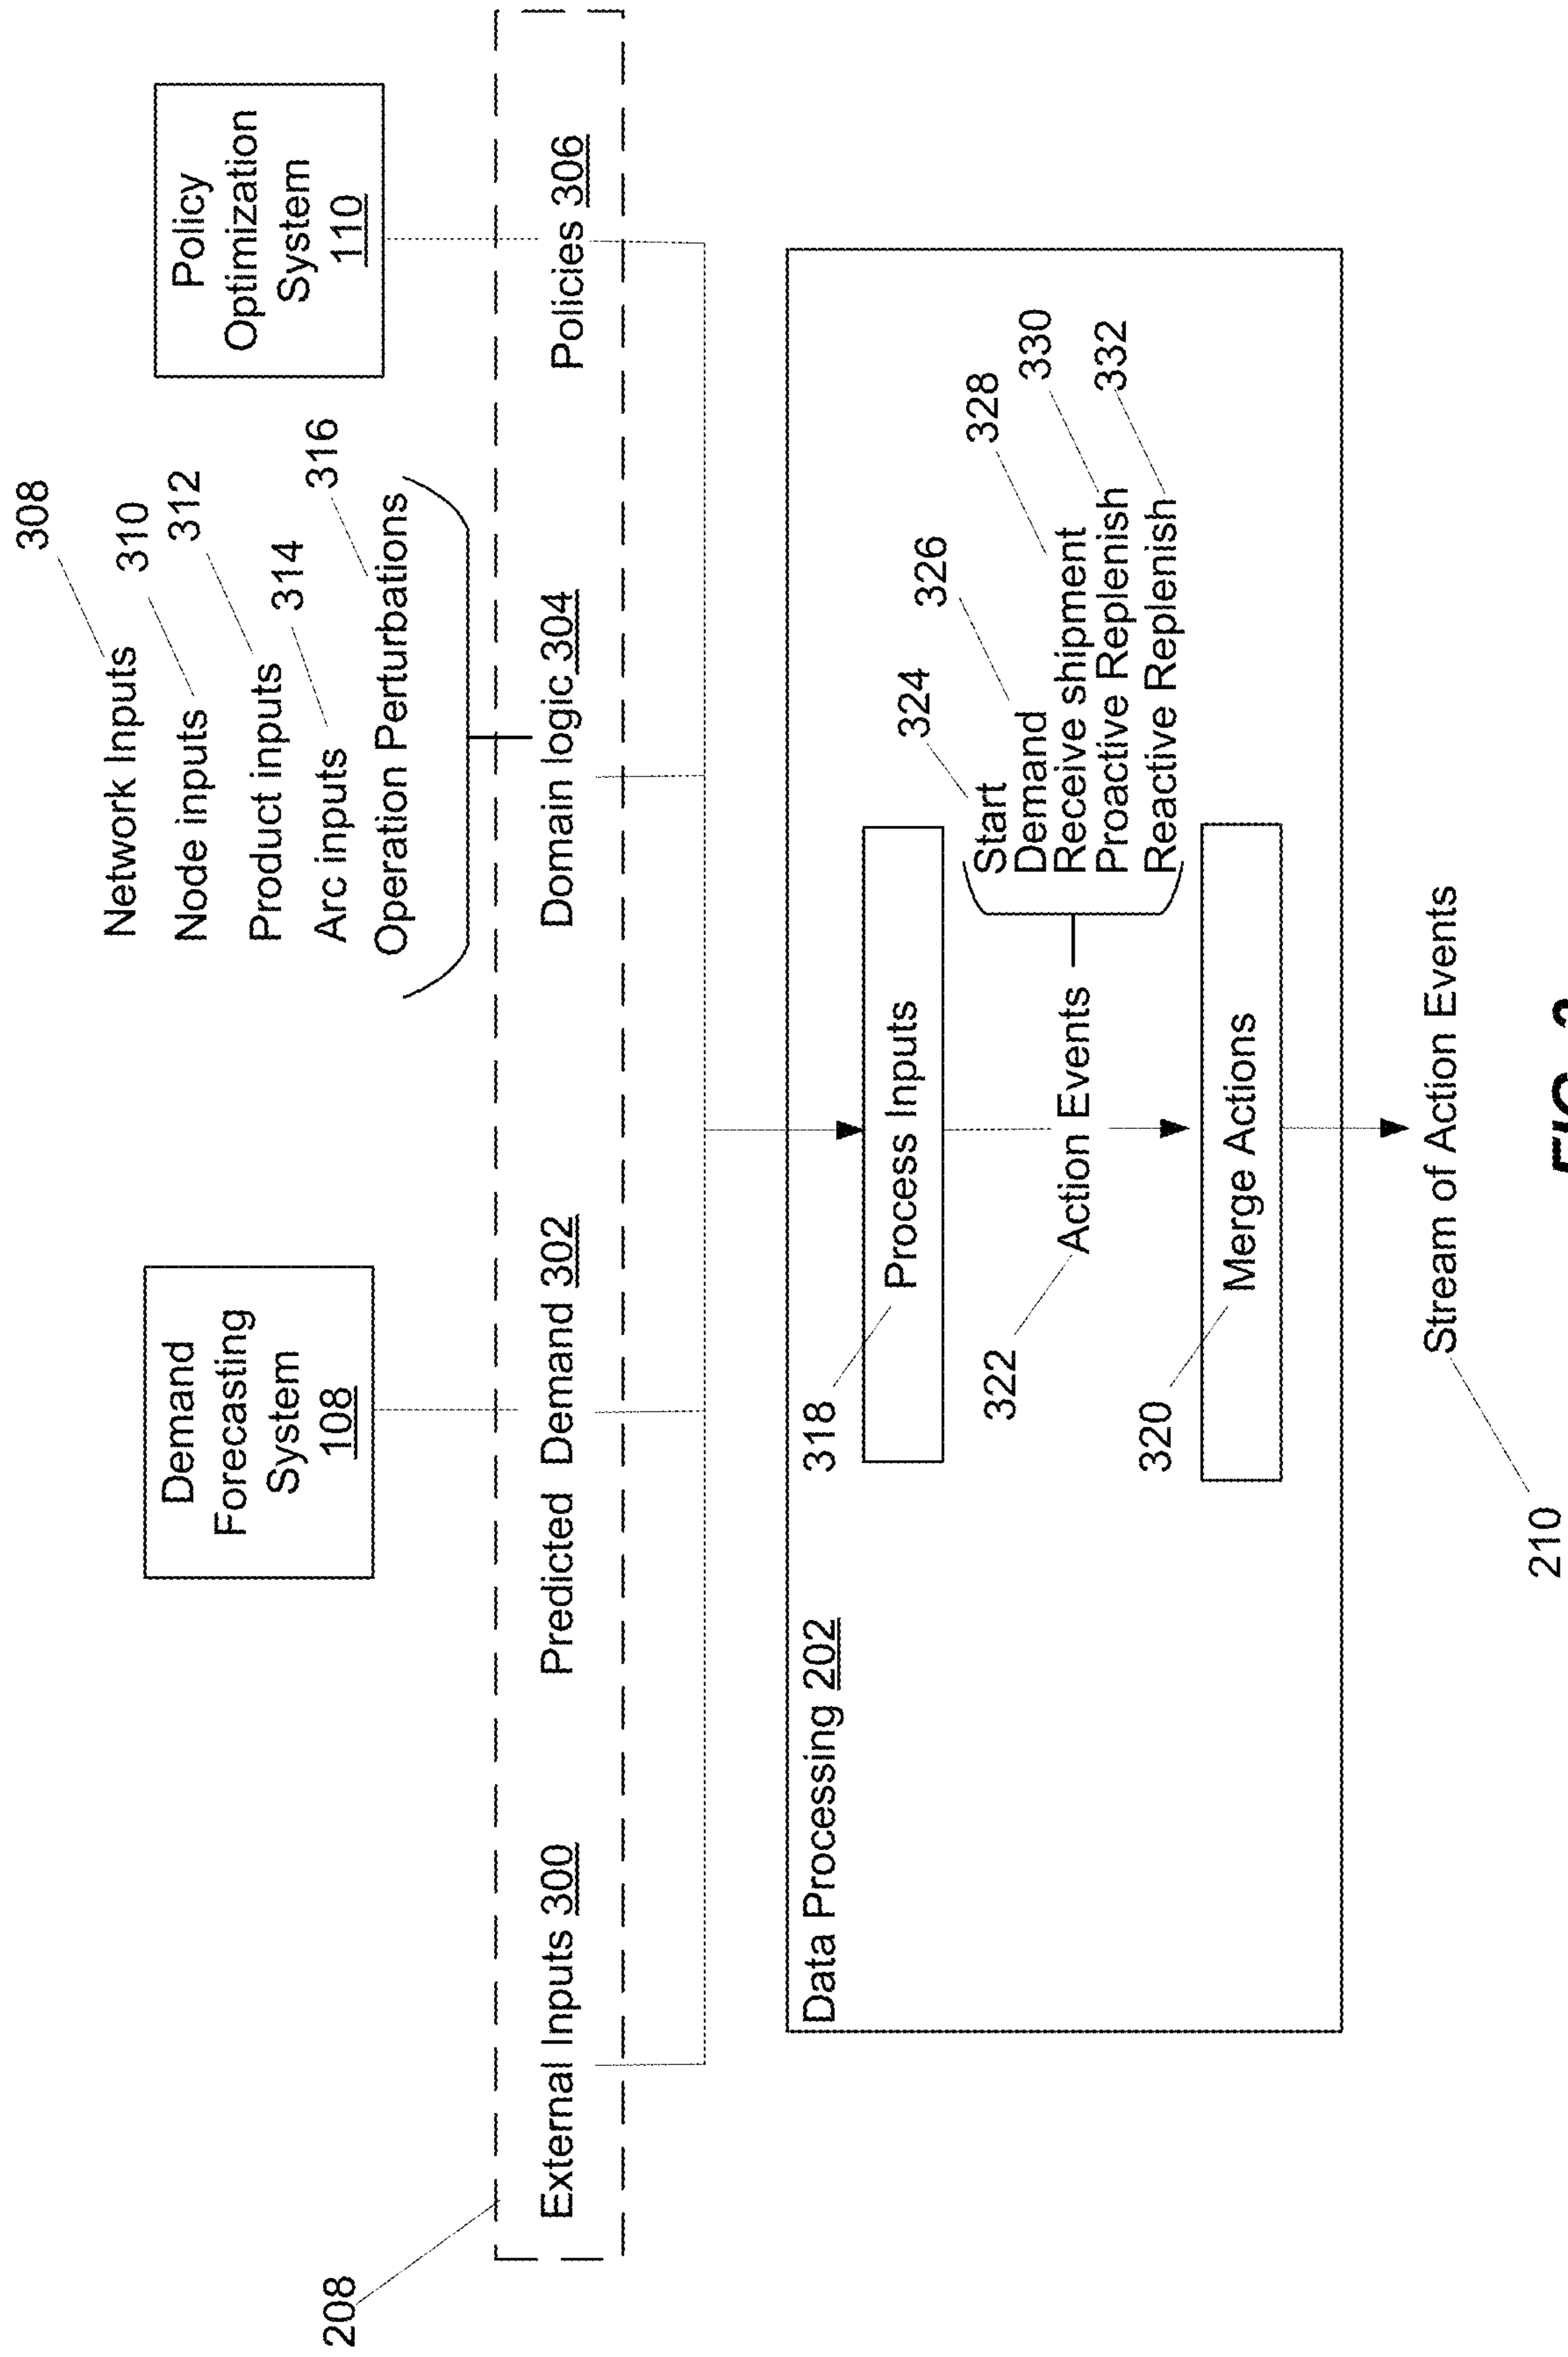 308
Network Inputs
310
Node inputs
312
Product inputs
314
Arc inputs
316
Operation Perturbations
Demand
Forecasting
System
108
Policy
Optimization
System
110
208
External Inputs 300
Predicted Demand 302
Domain logic 304
Policies 306
Data Processing 202
318
Process Inputs
324
Start
326
Demand
328
Receive shipment
330
Proactive Replenish
332
Reactive Replenish
322
Action Events
320
Merge Actions
Stream of Action Events
210
FIG.